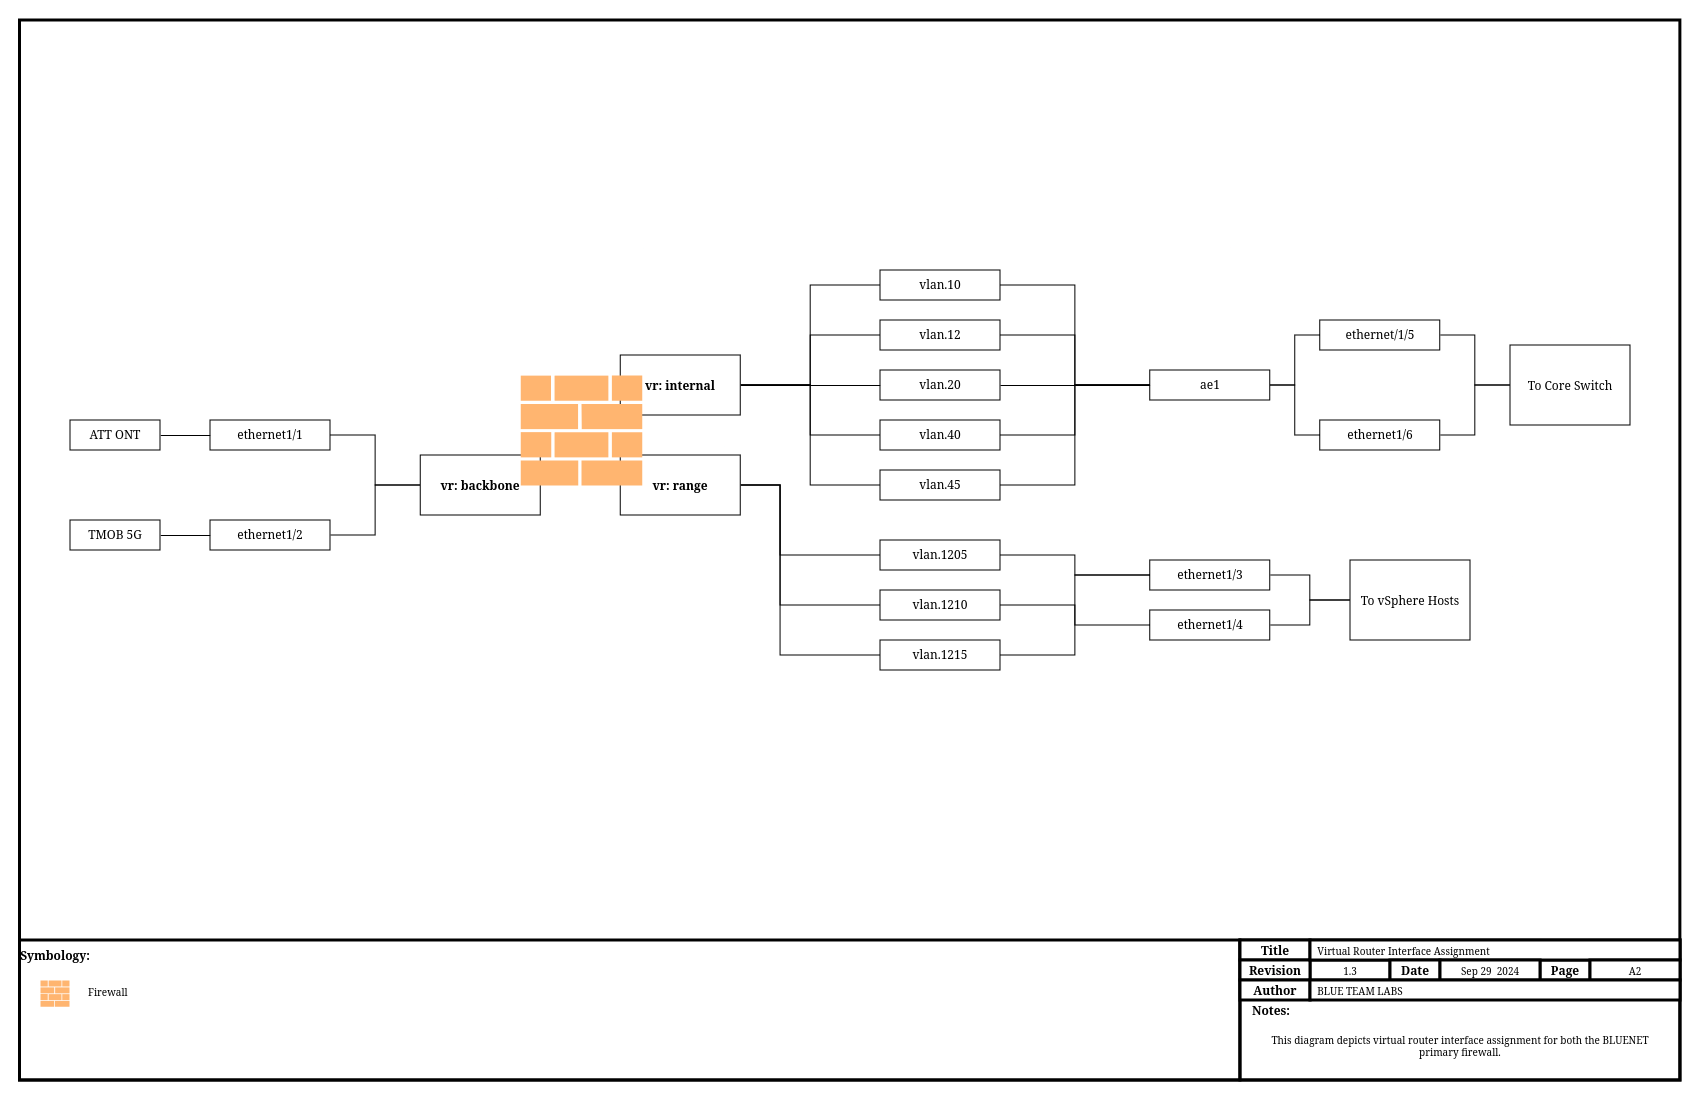 vlan.10
vlan.12
ethernet/1/5
vr: internal
vlan.20
ae1
To Core Switch
ATT ONT
ethernet1/1
vlan.40
ethernet1/6
vr: backbone
vr: range
vlan.45
TMOB 5G
ethernet1/2
vlan.1205
ethernet1/3
To vSphere Hosts
vlan.1210
ethernet1/4
vlan.1215
Symbology:
Firewall
Title
Virtual Router Interface Assignment
Revision
1.3
Date
Sep 29 2024
Page
A2
Author
BLUE TEAM LABS
Notes:
This diagram depicts virtual router interface assignment for both the BLUENET
primary firewall.